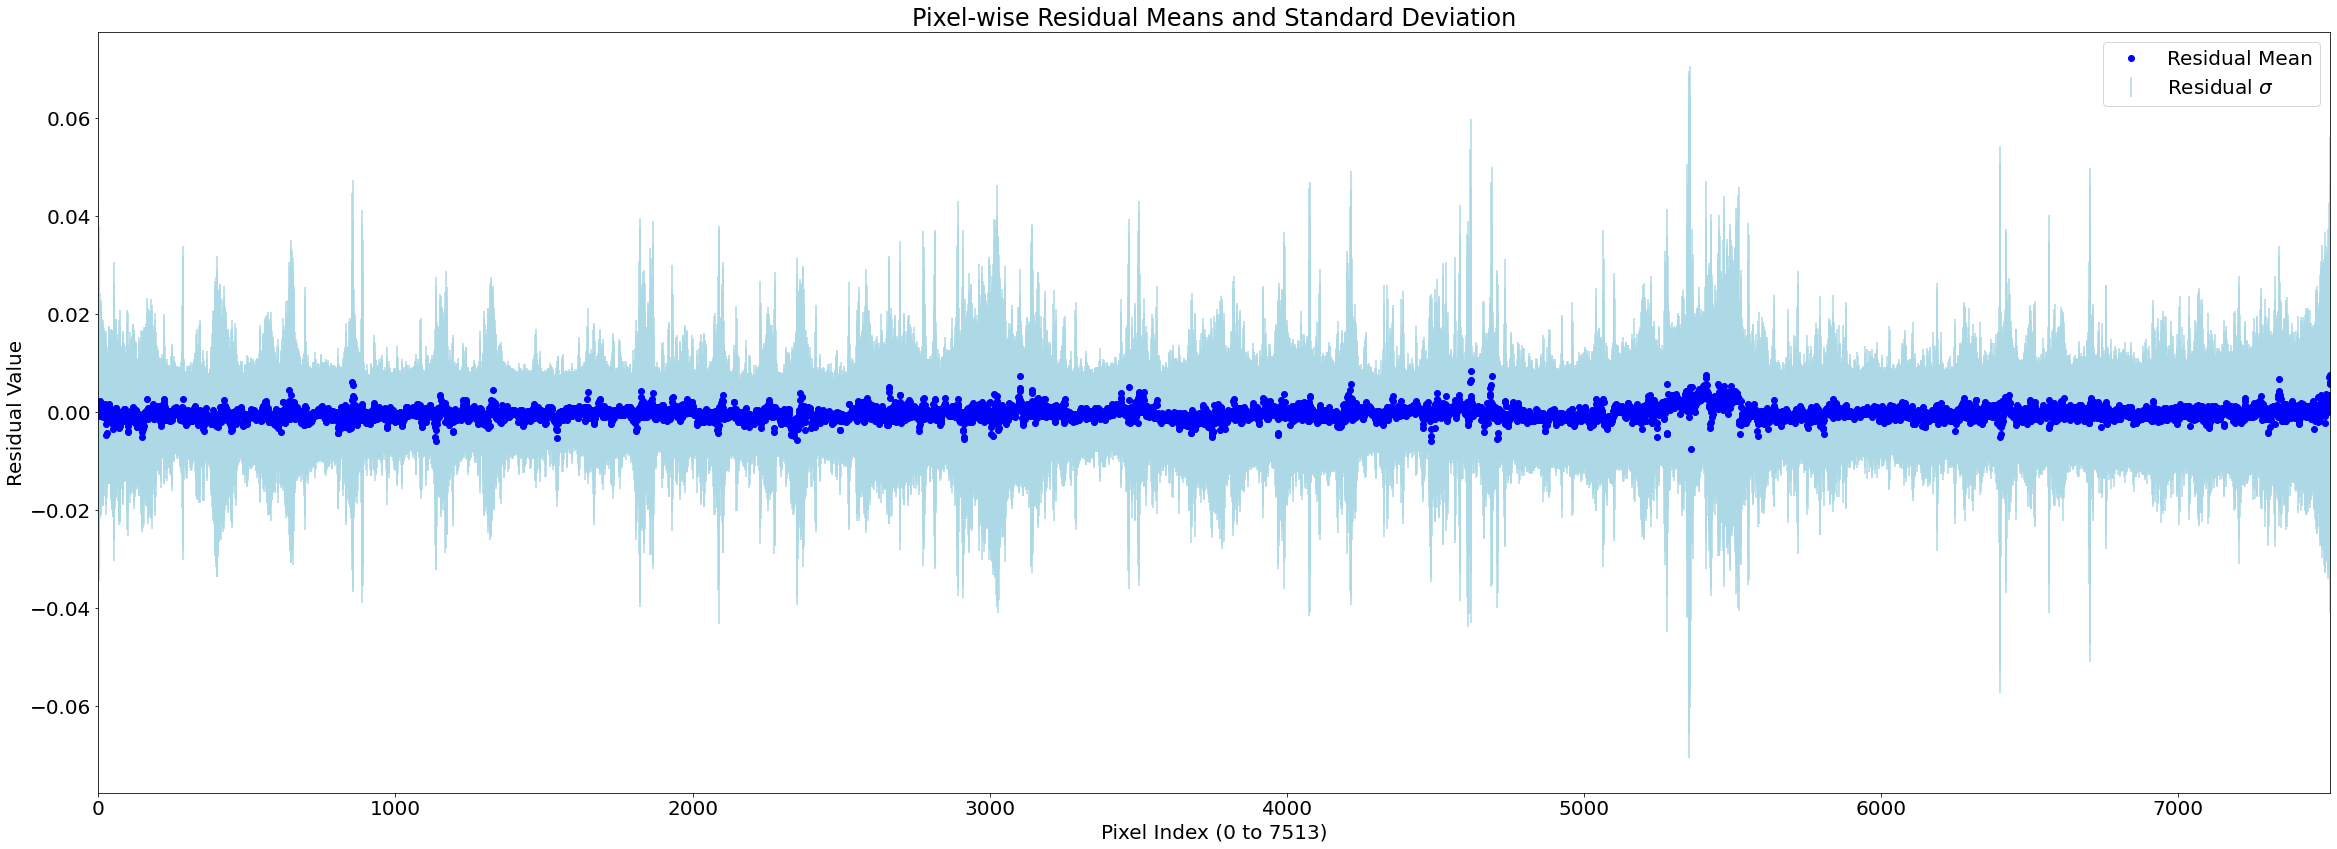 Pixel-wise Residual Means and Standard Deviation
Residual Mean
Residual σ
Residual Value
0.06
0.04
0.02
0.00
−0.02
−0.04
−0.06
0 1000 2000 3000 4000 5000 6000 7000
Pixel Index (0 to 7513)